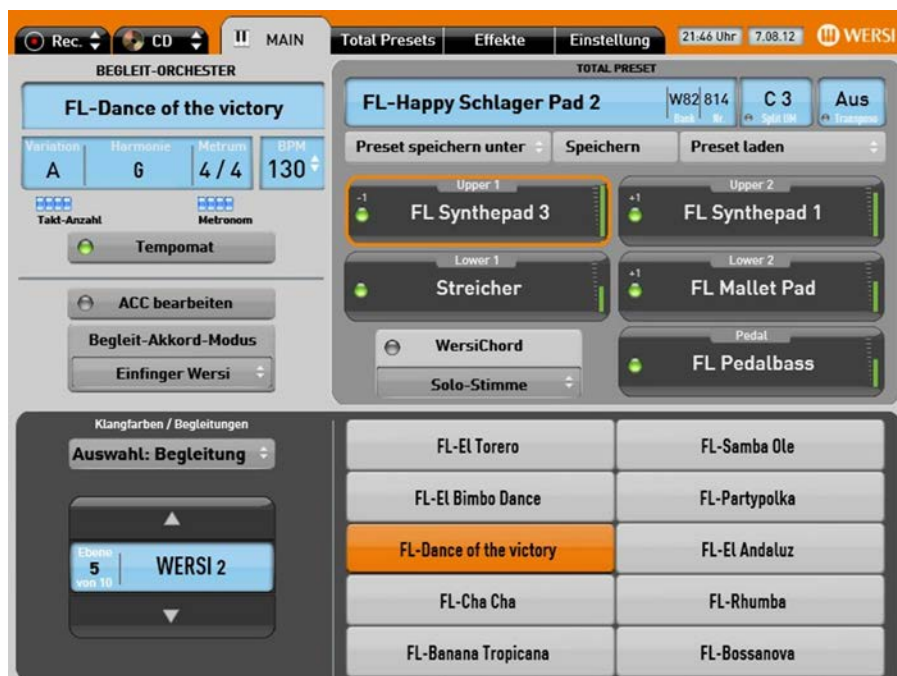 Rec.
CD
MAIN
Total Presets
Effekte
Einstellung
21:46 Uhr
7.08.12
WERSI
BEGLEIT-ORCHESTER
FL-Dance of the victory
Variation
Harmonie
Metrum
BPM
A
G
4 / 4
130
Takt-Anzahl
Metronom
Tempomat
ACC bearbeiten
Begleit-Akkord-Modus
Einfinger Wersi
TOTAL PRESET
FL-Happy Schlager Pad 2
W82
814
C 3
Aus
Bank
Nr.
Split UM
Transpose
Preset speichern unter
Speichern
Preset laden
Upper 1
-1
FL Synthepad 3
Upper 2
+1
FL Synthepad 1
Lower 1
Streicher
Lower 2
+1
FL Mallet Pad
WersiChord
Solo-Stimme
Pedal
FL Pedalbass
Klangfarben / Begleitungen
Auswahl: Begleitung
Ebene
5
von 10
WERSI 2
FL-El Torero
FL-Samba Ole
FL-El Bimbo Dance
FL-Partypolka
FL-Dance of the victory
FL-El Andaluz
FL-Cha Cha
FL-Rhumba
FL-Banana Tropicana
FL-Bossanova